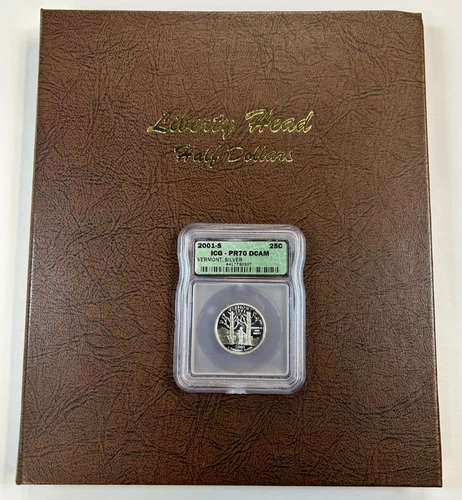 Liberty Head
Half Dollars
2001-S 25C
ICG - PR70 DCAM
VERMONT, SILVER